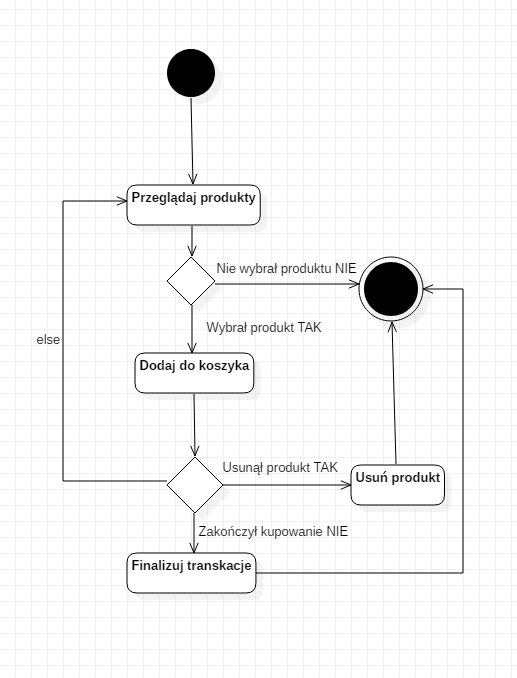 Przeglądaj produkty
Nie wybrał produktu NIE
Wybrał produkt TAK
else
Dodaj do koszyka
Usunął produkt TAK
Usuń produkt
Zakończył kupowanie NIE
Finalizuj transkacje